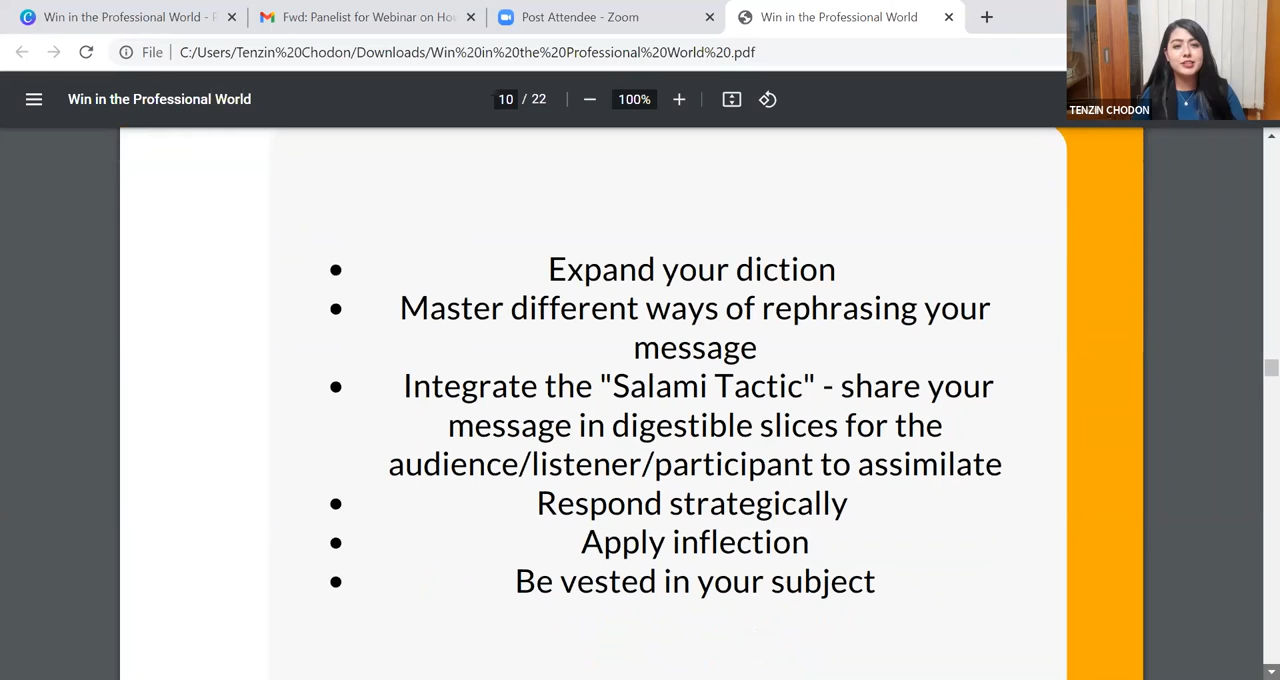 Win in the Professional World - P
Fwd: Panelist for Webinar on How
Post Attendee - Zoom
Win in the Professional World
File
C:/Users/Tenzin%20Chodon/Downloads/Win%20in%20the%20Professional%20World%20.pdf
Win in the Professional World
10 / 22
100%
TENZIN CHODON
• Expand your diction
• Master different ways of rephrasing your
message
• Integrate the "Salami Tactic" - share your
message in digestible slices for the
audience/listener/participant to assimilate
• Respond strategically
• Apply inflection
• Be vested in your subject